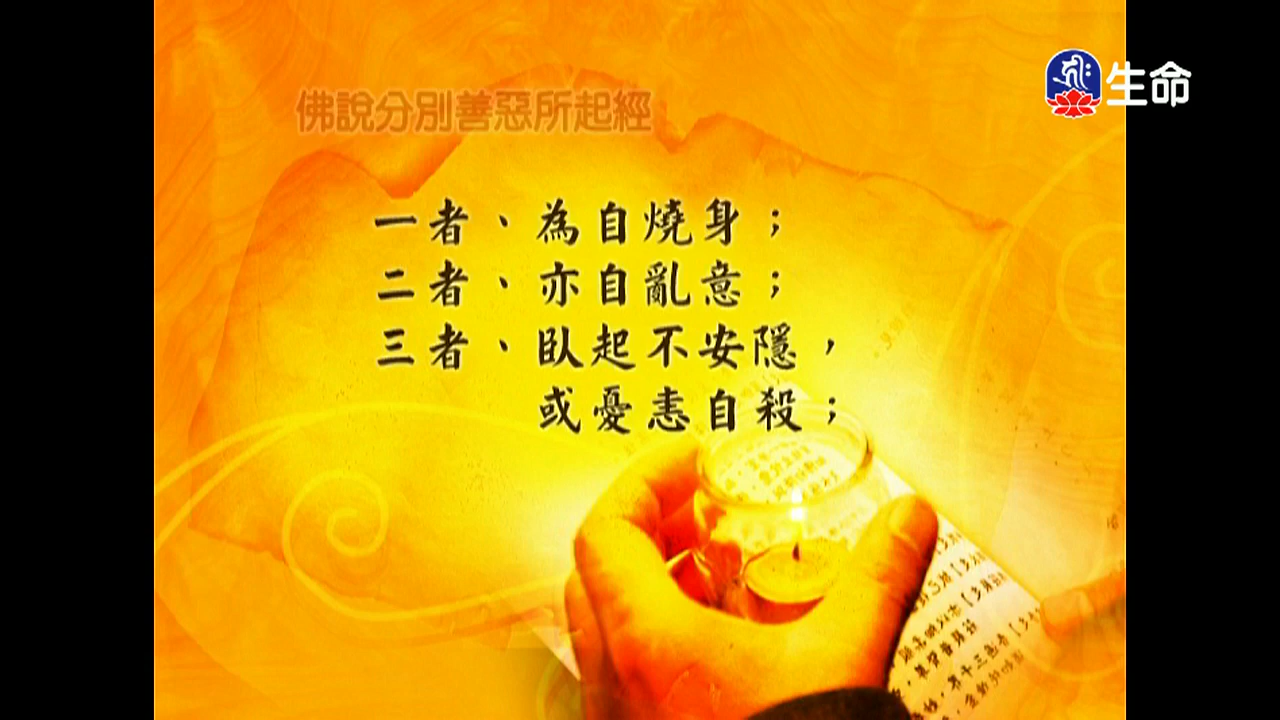 佛說分別善惡所起經
生命
一者、為自燒身；
二者、亦自亂意；
三者、臥起不安隱，
或憂恚自殺；